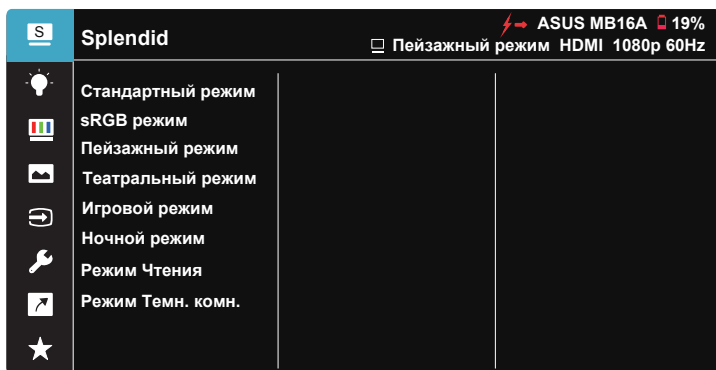 S
Splendid
ASUS MB16A 19%
Пейзажный режим HDMI 1080p 60Hz
Стандартный режим
sRGB режим
Пейзажный режим
Театральный режим
Игровой режим
Ночной режим
Режим Чтения
Режим Темн. комн.